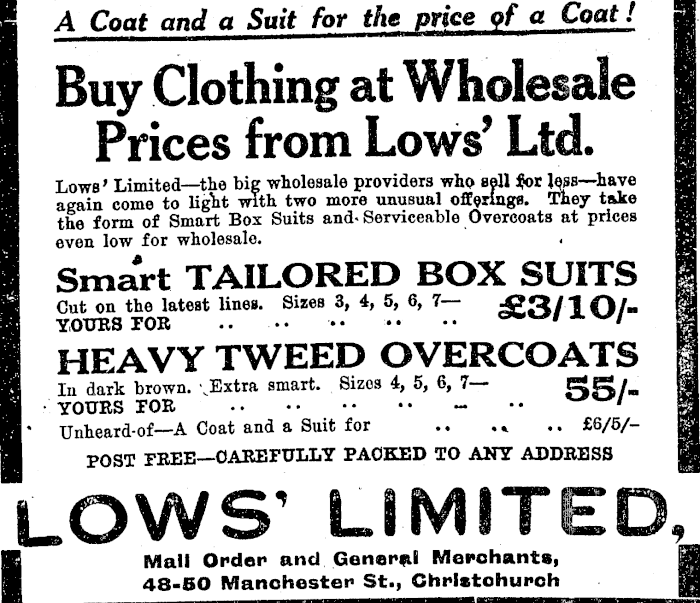 A Coat and a Suit for the price of a Coat!
Buy Clothing at Wholesale
Prices from Lows' Ltd.
Lows' Limited—the big wholesale providers who sell for less—have
again come to light with two more unusual offerings. They take
the form of Smart Box Suits and Serviceable Overcoats at prices
even low for wholesale.
Smart TAILORED BOX SUITS
Cut on the latest lines. Sizes 3, 4, 5, 6, 7— £3/10/-
YOURS FOR .. .. .. .. ..
HEAVY TWEED OVERCOATS
In dark brown. Extra smart. Sizes 4, 5, 6, 7— 55/-
YOURS FOR .. .. .. .. .. ..
Unheard-of—A Coat and a Suit for .. .. .. £6/5/-
POST FREE—CAREFULLY PACKED TO ANY ADDRESS
LOWS' LIMITED,
Mail Order and General Merchants,
48-50 Manchester St., Christchurch